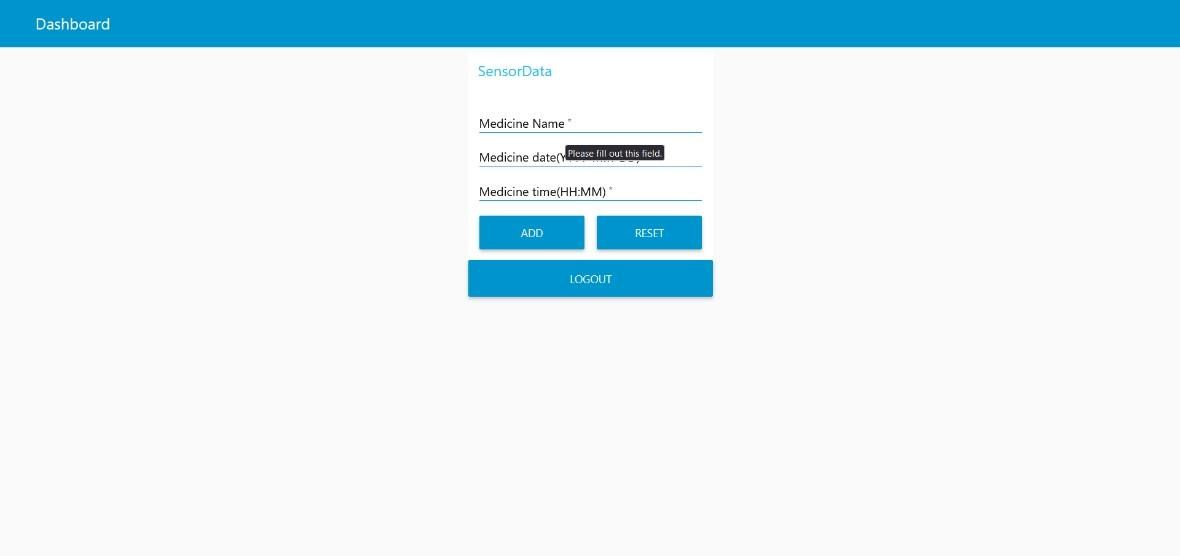 Dashboard
SensorData
Medicine Name *
Please fill out this field.
Medicine date(
Medicine time(HH:MM) *
ADD RESET
LOGOUT